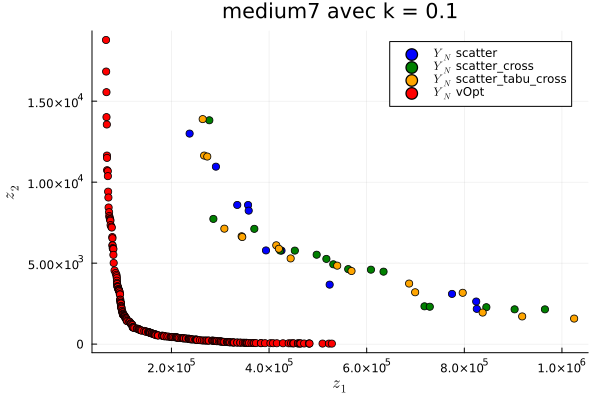 medium7 avec k = 0.1
Y_N scatter
Y_N scatter_cross
Y_N scatter_tabu_cross
Y_N vOpt
1.50×10⁴
1.00×10⁴
5.00×10³
0
z₂
2.0×10⁵ 4.0×10⁵ 6.0×10⁵ 8.0×10⁵ 1.0×10⁶
z₁